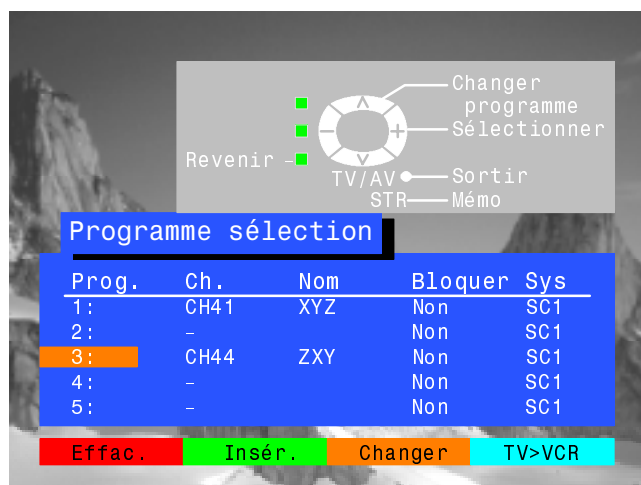 Changer
programme
Sélectionner
Revenir
TV/AV Sortir
STR Mémo
Programme sélection
Prog. Ch. Nom Bloquer Sys
1: CH41 XYZ Non SC1
2: – Non SC1
3: CH44 ZXY Non SC1
4: – Non SC1
5: – Non SC1
Effac. Insér. Changer TV>VCR